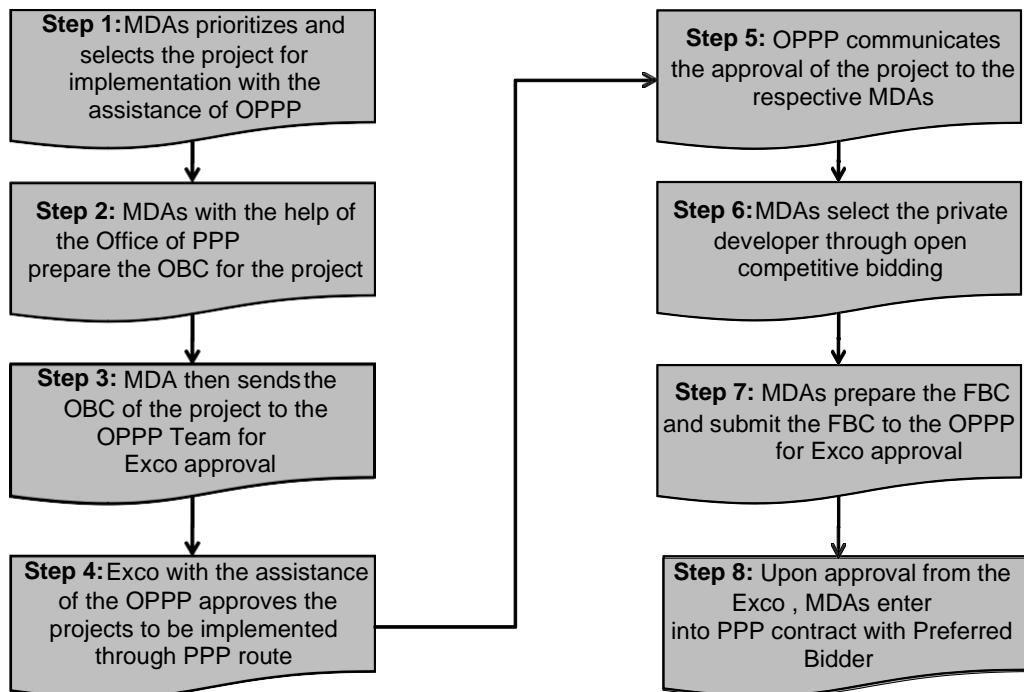 Step 1: MDAs prioritizes and
selects the project for
implementation with the
assistance of OPPP
Step 2: MDAs with the help of
the Office of PPP
prepare the OBC for the project
Step 3: MDA then sends the
OBC of the project to the
OPPP Team for
Exco approval
Step 4: Exco with the assistance
of the OPPP approves the
projects to be implemented
through PPP route
Step 5: OPPP communicates
the approval of the project to the
respective MDAs
Step 6: MDAs select the private
developer through open
competitive bidding
Step 7: MDAs prepare the FBC
and submit the FBC to the OPPP
for Exco approval
Step 8: Upon approval from the
Exco , MDAs enter
into PPP contract with Preferred
Bidder